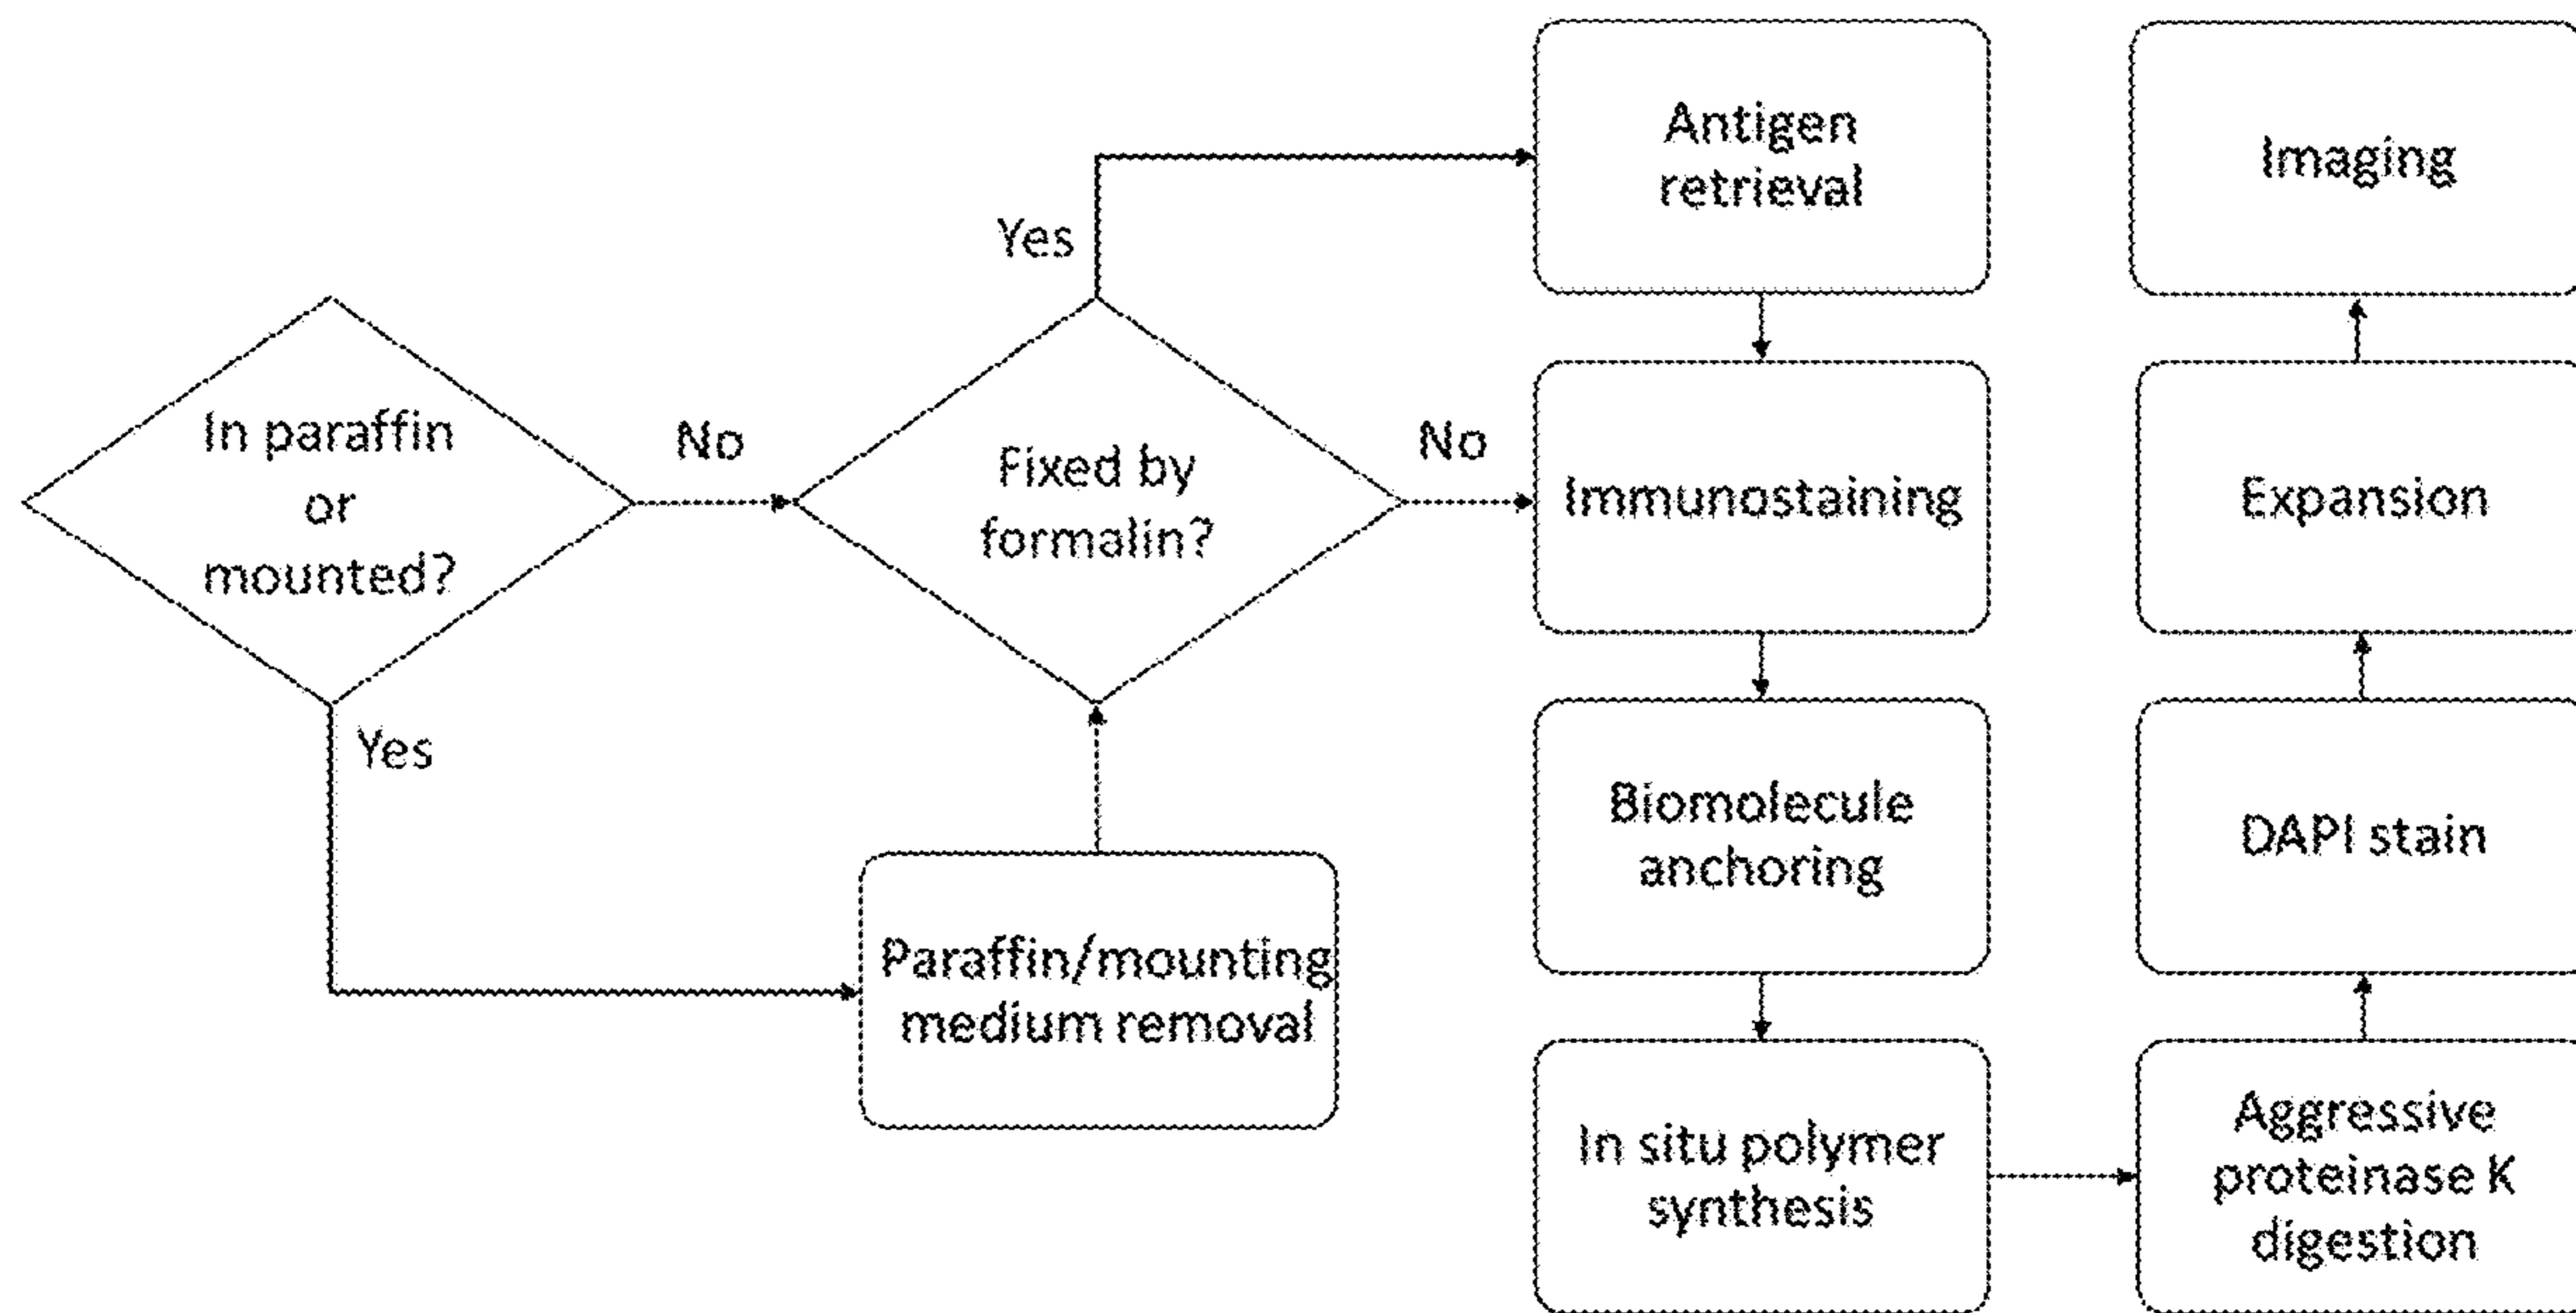 In paraffin
or
mounted?
No
Yes
Paraffin/mounting
medium removal
Fixed by
formalin?
Yes
No
Antigen
retrieval
Immunostaining
Biomolecule
anchoring
In situ polymer
synthesis
Aggressive
proteinase K
digestion
DAPI stain
Expansion
Imaging